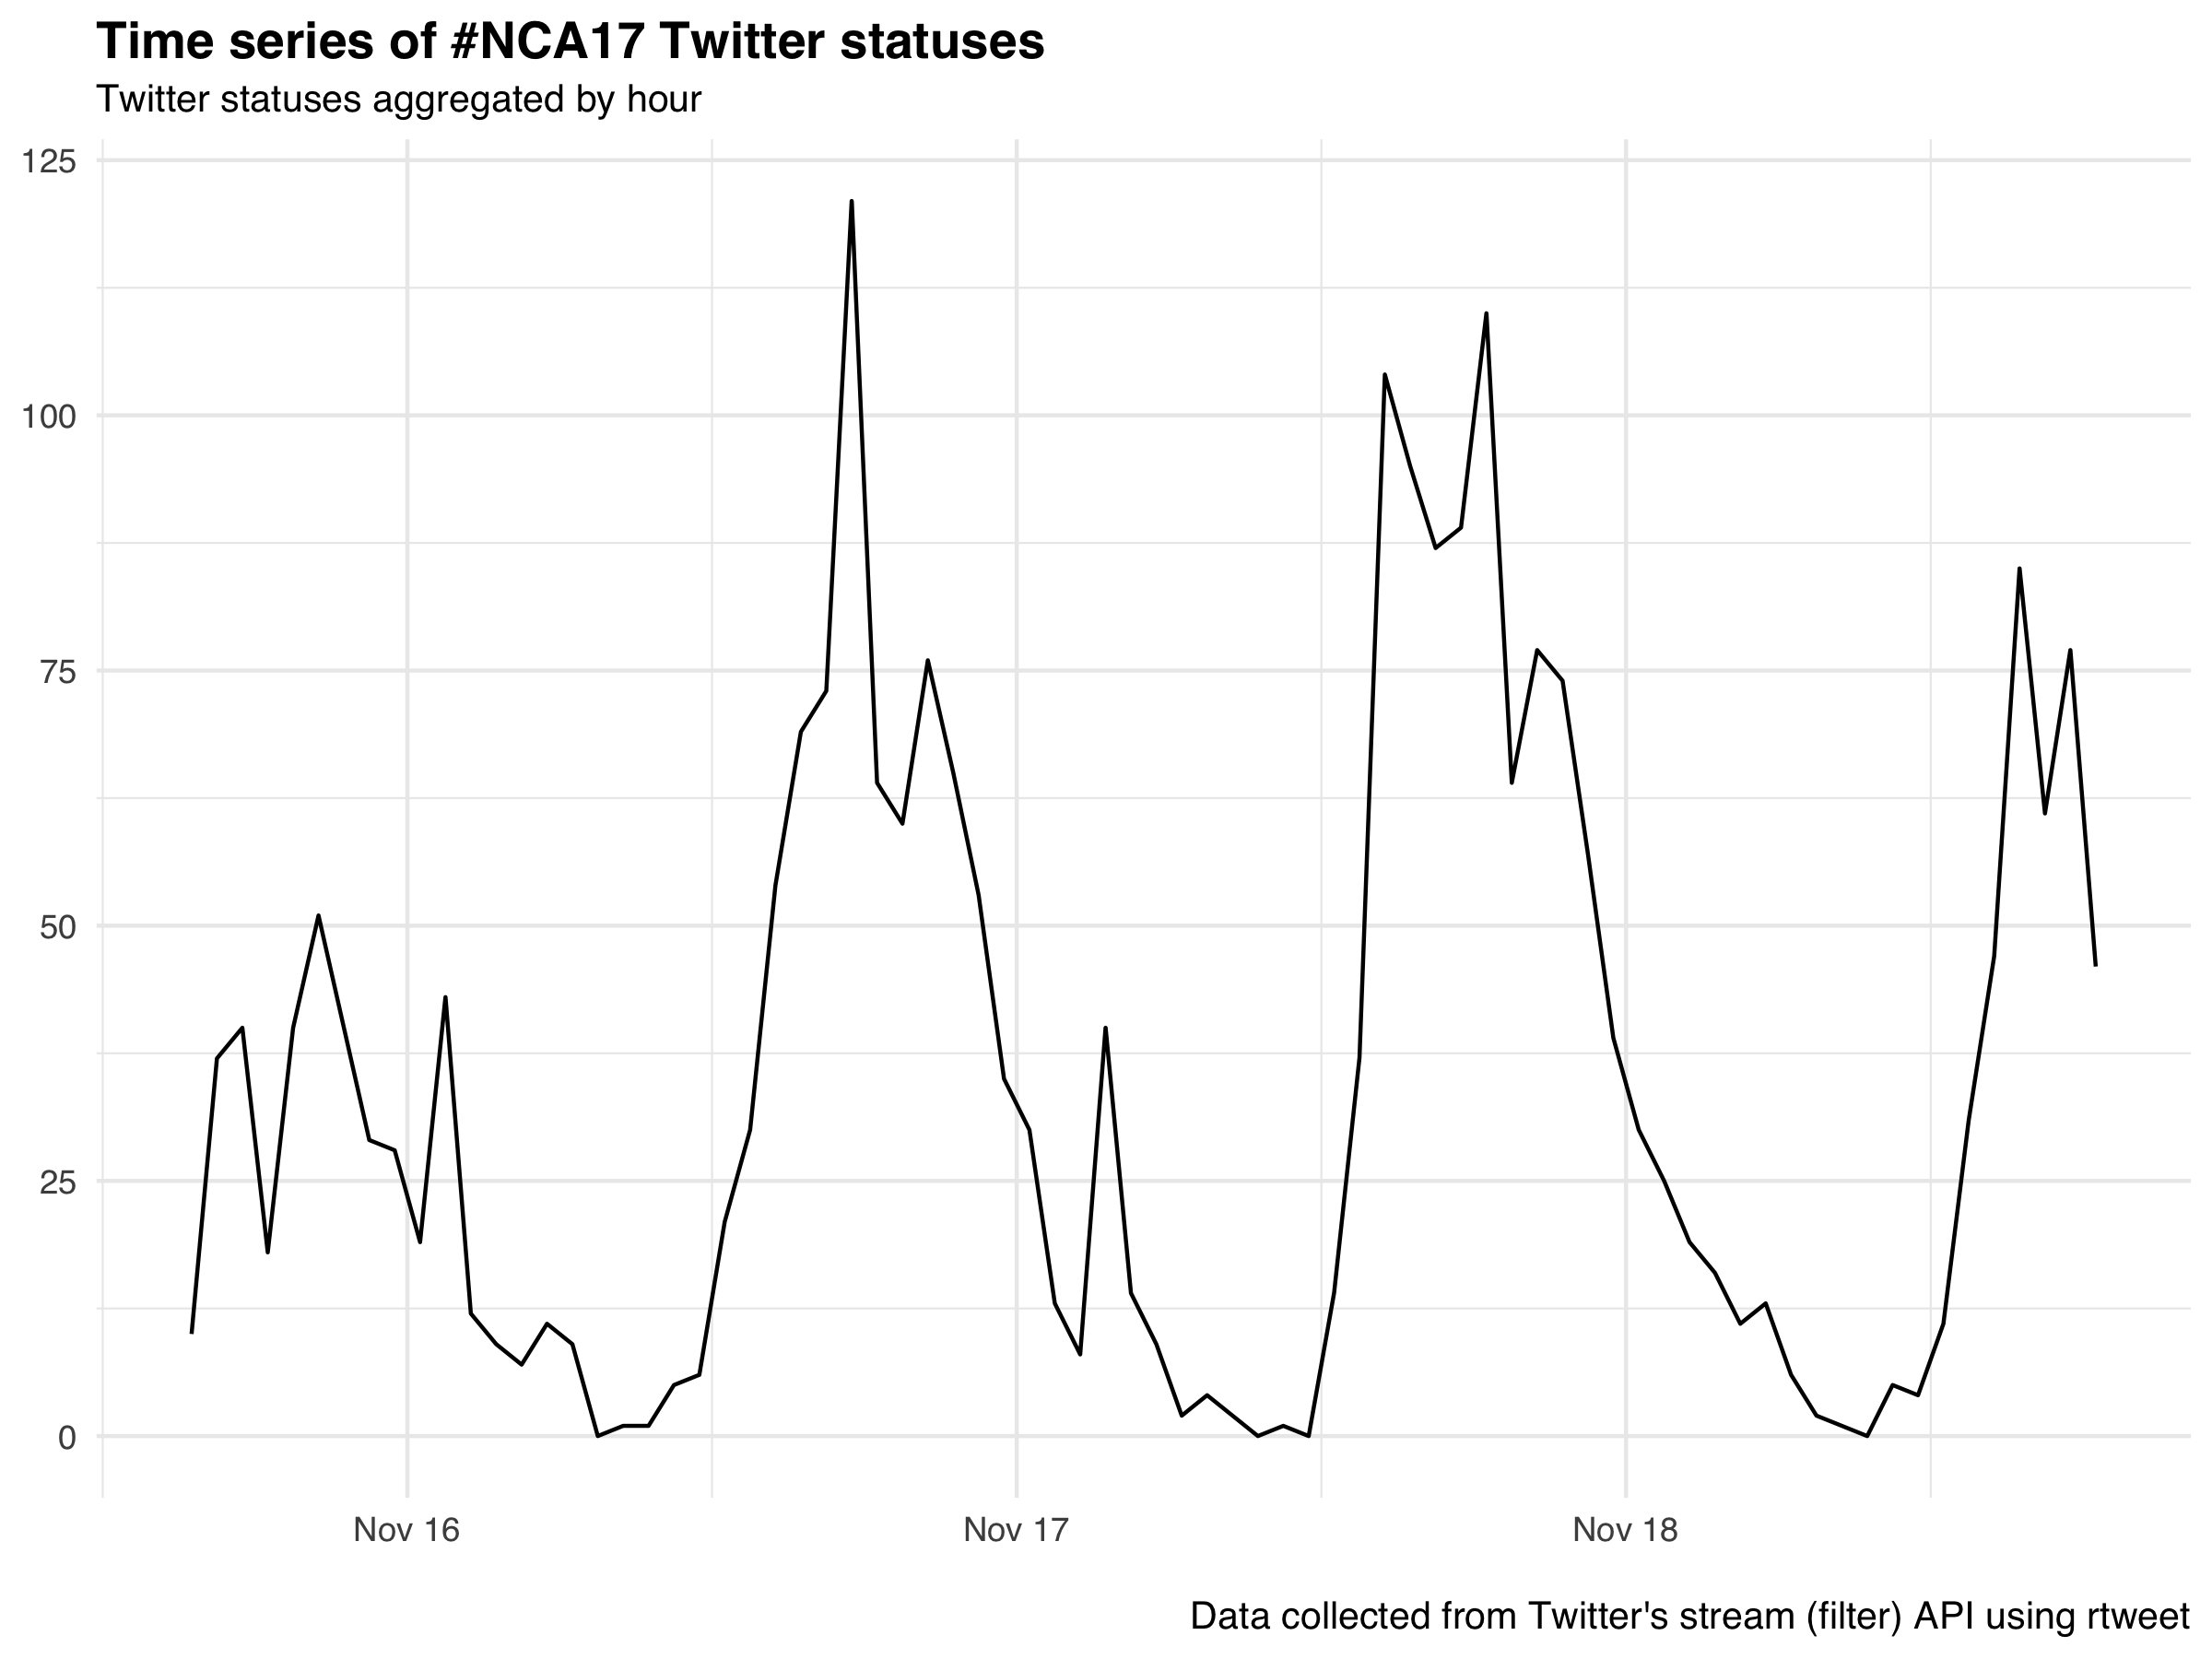 Time series of #NCA17 Twitter statuses
Twitter statuses aggregated by hour
125
100
75
50
25
0
Nov 16 Nov 17 Nov 18
Data collected from Twitter's stream (filter) API using rtweet